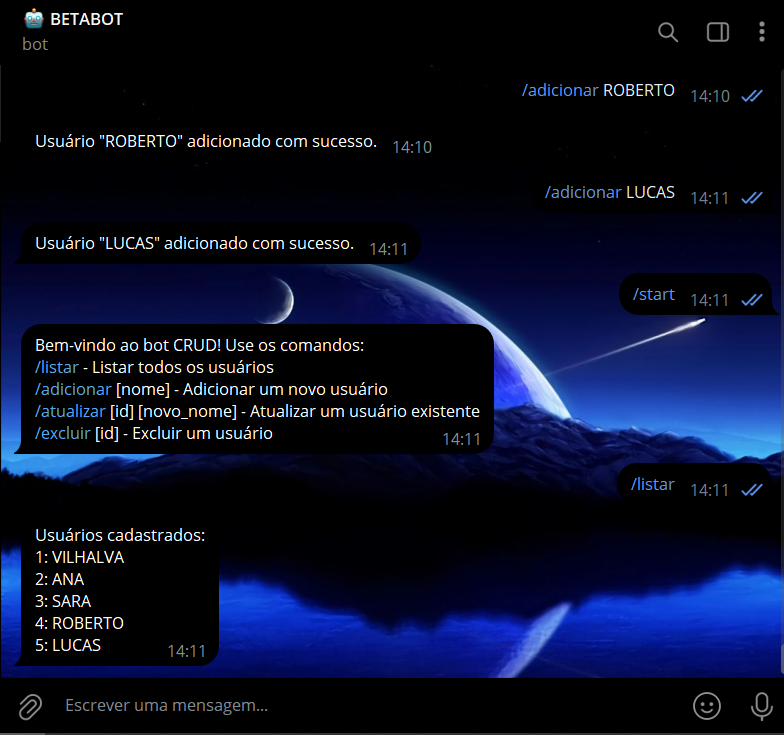 🤖 BETABOT
bot
/adicionar ROBERTO 14:10
Usuário "ROBERTO" adicionado com sucesso. 14:10
/adicionar LUCAS 14:11
Usuário "LUCAS" adicionado com sucesso. 14:11
/start 14:11
Bem-vindo ao bot CRUD! Use os comandos:
/listar - Listar todos os usuários
/adicionar [nome] - Adicionar um novo usuário
/atualizar [id] [novo_nome] - Atualizar um usuário existente
/excluir [id] - Excluir um usuário 14:11
/listar 14:11
Usuários cadastrados:
1: VILHALVA
2: ANA
3: SARA
4: ROBERTO
5: LUCAS 14:11
Escrever uma mensagem...